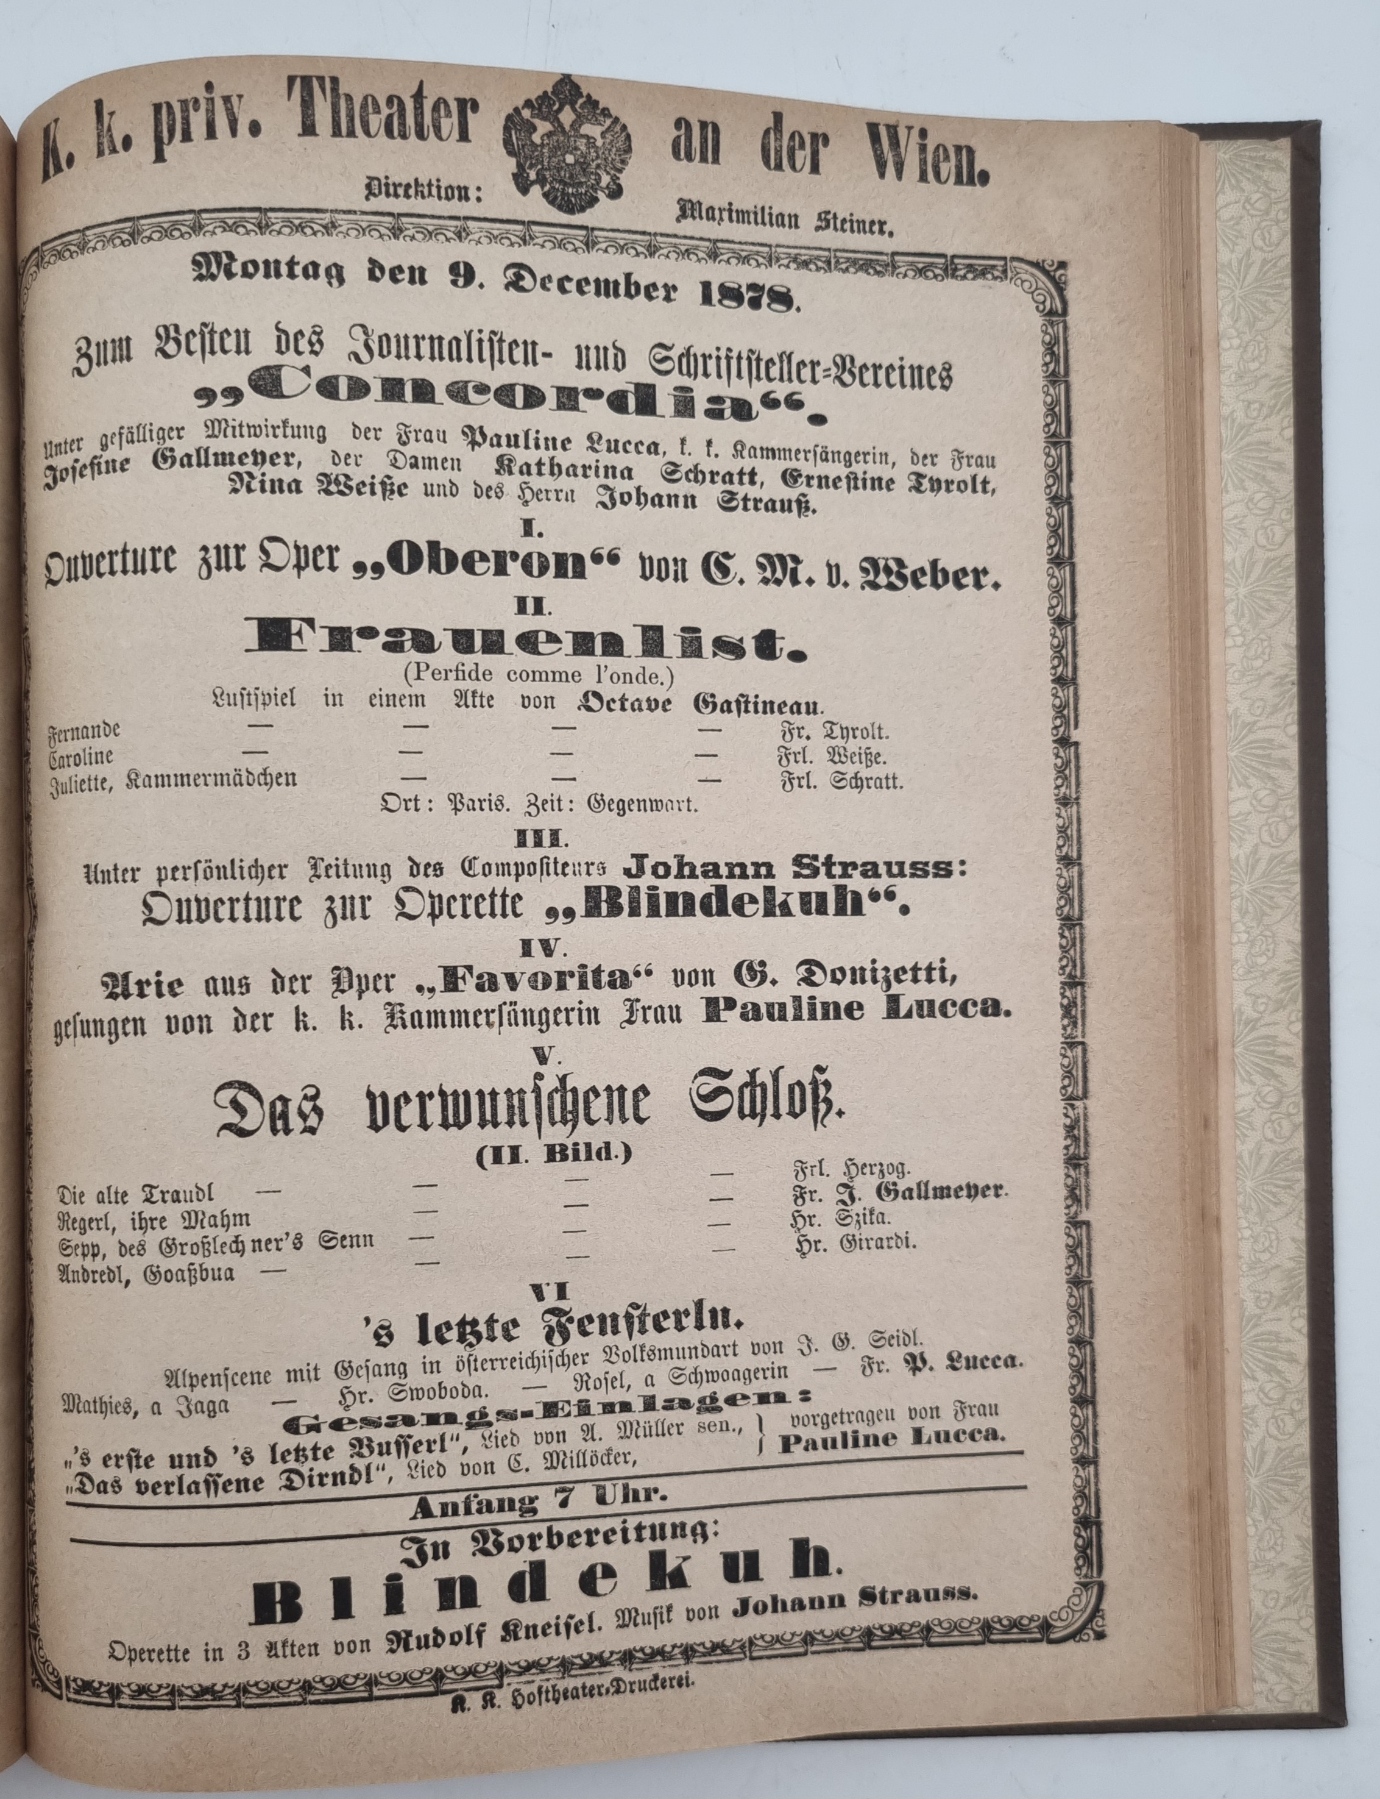 K. k. priv. Theater an der Wien.
Direktion: Maximilian Steiner.
Montag den 9. December 1878.
Zum Besten des Journalisten- und Schriftsteller-Vereines
„Concordia“.
Unter gefälliger Mitwirkung der Frau Pauline Lucca, k. k. Kammersängerin, der Frau
Josefine Gallmeyer, der Damen Katharina Schratt, Ernestine Tyrolt,
Nina Weiße und des Herrn Johann Strauß.
I.
Ouverture zur Oper „Oberon“ von C. M. v. Weber.
II.
Frauenlist.
(Perfide comme l'onde.)
Lustspiel in einem Akte von Octave Gastineau.
Fernande — — — — Fr. Tyrolt.
Caroline — — — — Frl. Weiße.
Juliette, Kammermädchen — — — Frl. Schratt.
Ort: Paris. Zeit: Gegenwart.
III.
Unter persönlicher Leitung des Compositeurs Johann Strauss:
Ouverture zur Operette „Blindekuh“.
IV.
Arie aus der Oper „Favorita“ von G. Donizetti,
gesungen von der k. k. Kammersängerin Frau Pauline Lucca.
V.
Das verwunschene Schloß.
(II. Bild.)
Die alte Traudl — — — — Frl. Herzog.
Regerl, ihre Mahm — — — Fr. J. Gallmeyer.
Sepp, des Großlechner's Senn — — — Hr. Szika.
Andredl, Goaßbua — — — — Hr. Girardi.
VI
's letzte Fensterln.
Alpenscene mit Gesang in österreichischer Volksmundart von J. G. Seidl.
Mathies, a Jaga — Hr. Swoboda. — Rosel, a Schwoagerin — Fr. P. Lucca.
Gesangs-Einlagen:
„'s erste und 's letzte Busserl“, Lied von A. Müller sen., } vorgetragen von Frau
„Das verlassene Dirndl“, Lied von C. Millöcker, Pauline Lucca.
Anfang 7 Uhr.
In Vorbereitung:
Blindekuh.
Operette in 3 Akten von Rudolf Kneisel. Musik von Johann Strauss.
K. K. Hoftheater-Druckerei.